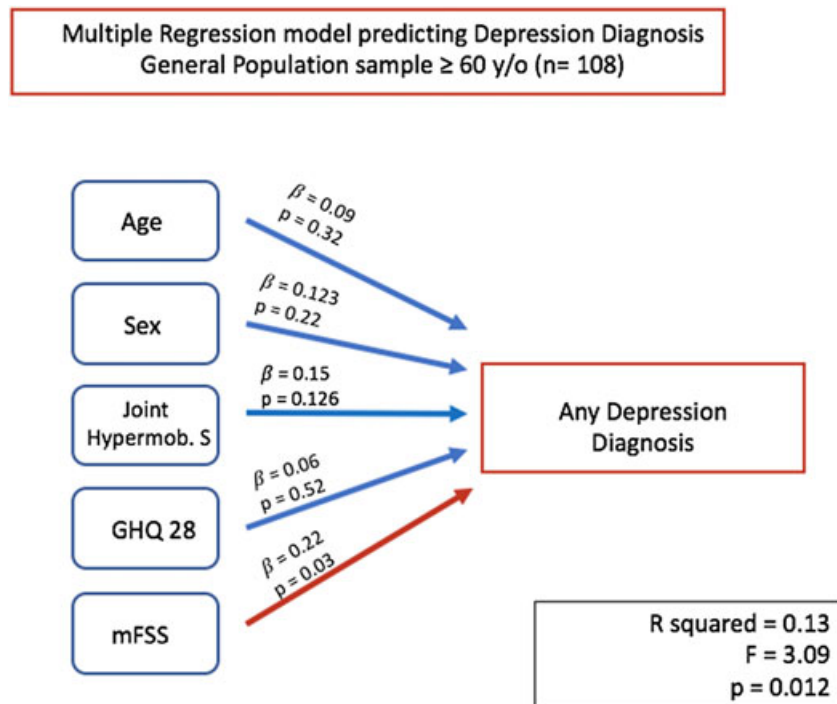 Multiple Regression model predicting Depression Diagnosis
General Population sample ≥ 60 y/o (n= 108)
Age
β = 0.09
p = 0.32
Sex
β = 0.123
p = 0.22
Joint
Hypermob. S
β = 0.15
p = 0.126
GHQ 28
β = 0.06
p = 0.52
mFSS
β = 0.22
p = 0.03
Any Depression
Diagnosis
R squared = 0.13
F = 3.09
p = 0.012